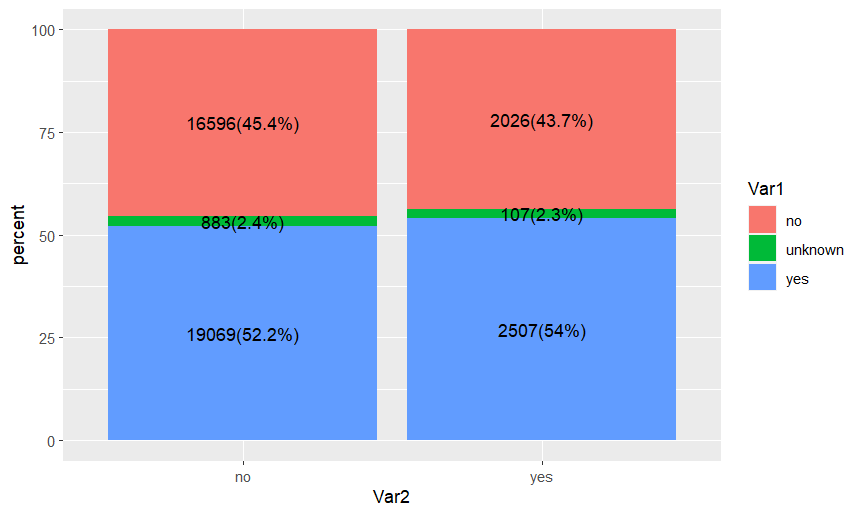 100
75
50
25
0
percent
16596(45.4%)
883(2.4%)
19069(52.2%)
2026(43.7%)
107(2.3%)
2507(54%)
no
yes
Var2
Var1
no
unknown
yes